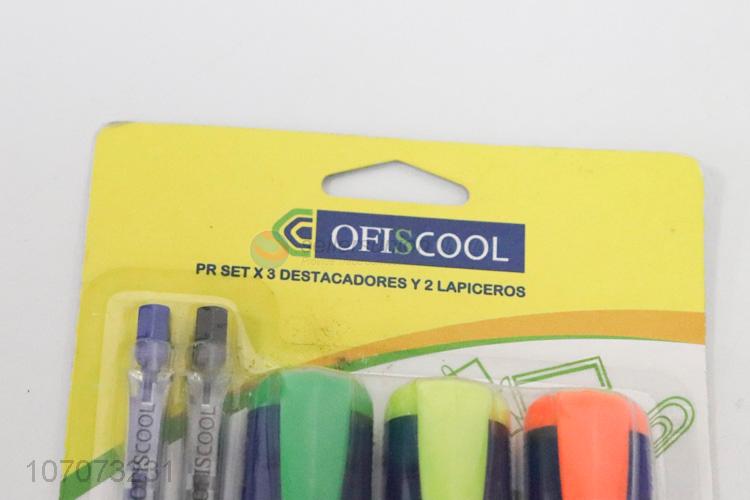 OFISCOOL
PR SET X 3 DESTACADORES Y 2 LAPICEROS
OFISCOOL
OFISCOOL
107073231